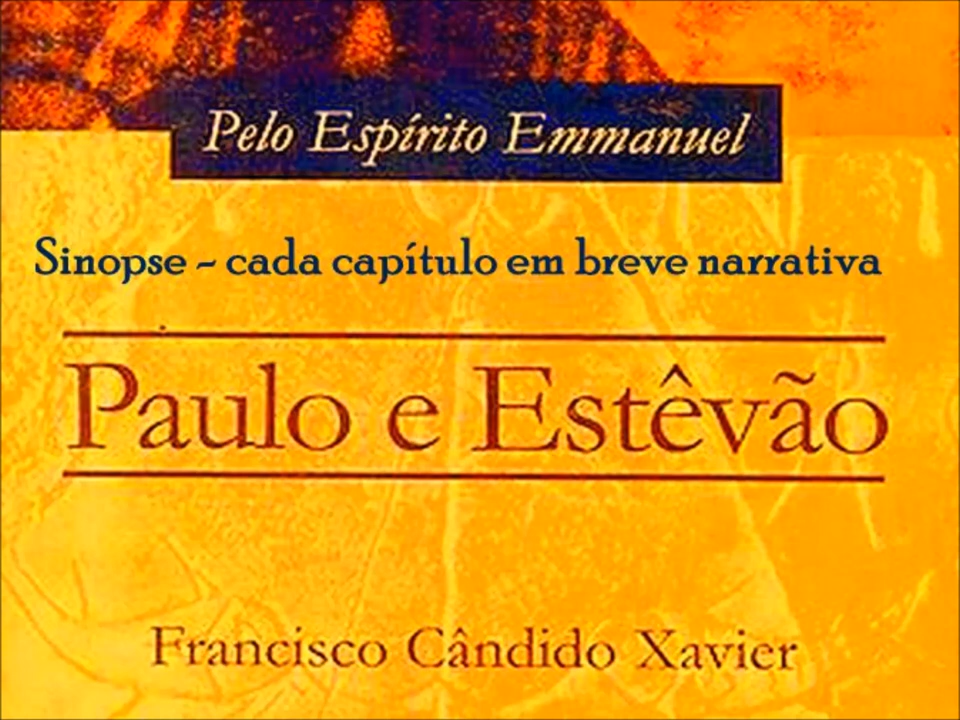 Pelo Espírito Emmanuel
Sinopse - cada capítulo em breve narrativa
Paulo e Estêvão
Francisco Cândido Xavier